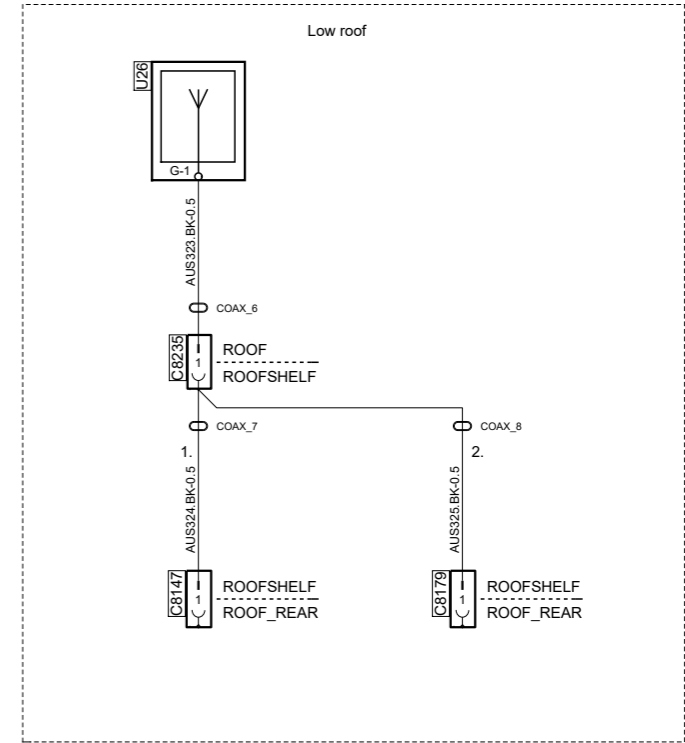 Low roof
U26
G-1
AUS323.BK-0.5
COAX_6
C8235
1
ROOF
ROOFSHELF
COAX_7
COAX_8
1.
2.
AUS324.BK-0.5
AUS325.BK-0.5
C8147
1
ROOFSHELF
ROOF_REAR
C8179
1
ROOFSHELF
ROOF_REAR